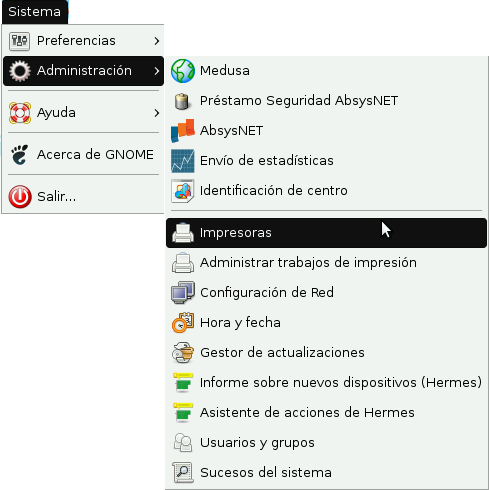 Sistema
Preferencias
Administración
Ayuda
Acerca de GNOME
Salir...
Medusa
Préstamo Seguridad AbsysNET
AbsysNET
Envío de estadísticas
Identificación de centro
Impresoras
Administrar trabajos de impresión
Configuración de Red
Hora y fecha
Gestor de actualizaciones
Informe sobre nuevos dispositivos (Hermes)
Asistente de acciones de Hermes
Usuarios y grupos
Sucesos del sistema